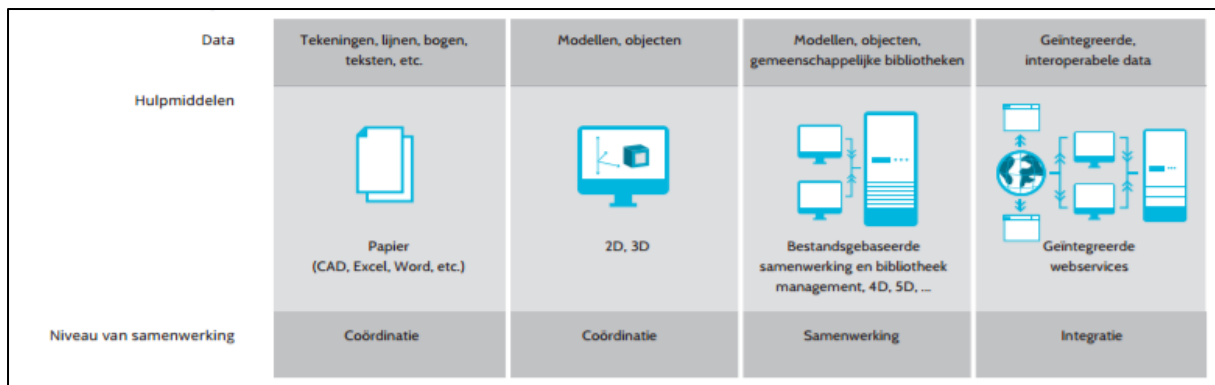 Data
Tekeningen, lijnen, bogen,
teksten, etc.
Modellen, objecten
Modellen, objecten,
gemeenschappelijke bibliotheken
Geïntegreerde,
interoperabele data
Hulpmiddelen
Papier
(CAD, Excel, Word, etc.)
2D, 3D
Bestandsgebaseerde
samenwerking en bibliotheek
management, 4D, 5D, ...
Geïntegreerde
webservices
Niveau van samenwerking
Coördinatie
Coördinatie
Samenwerking
Integratie